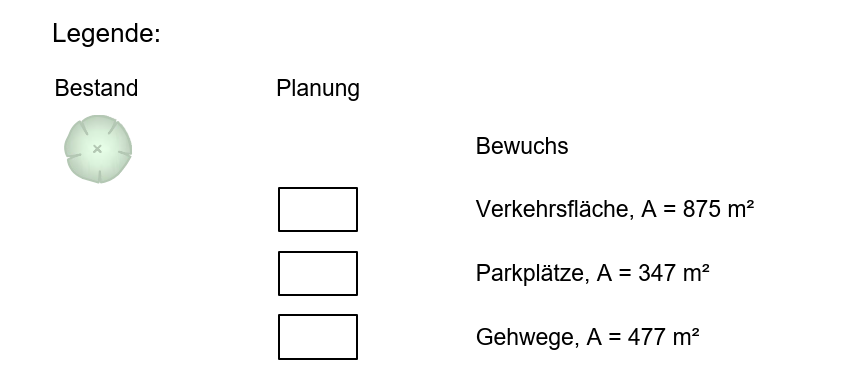 Legende:
Bestand Planung
Bewuchs
Verkehrsfläche, A = 875 m²
Parkplätze, A = 347 m²
Gehwege, A = 477 m²